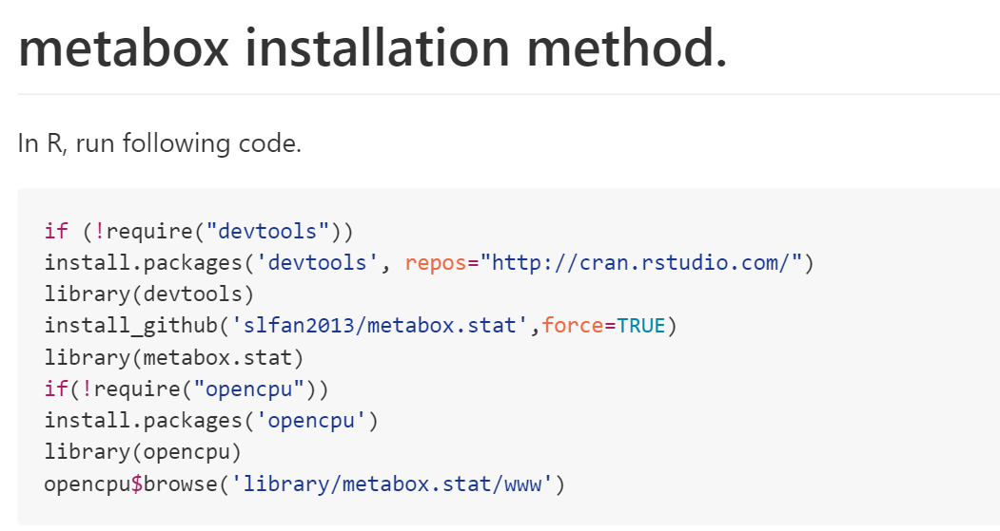 metabox installation method.
In R, run following code.
if (!require("devtools"))
install.packages('devtools', repos="http://cran.rstudio.com/")
library(devtools)
install_github('slfan2013/metabox.stat',force=TRUE)
library(metabox.stat)
if(!require("opencpu"))
install.packages('opencpu')
library(opencpu)
opencpu$browse('library/metabox.stat/www')